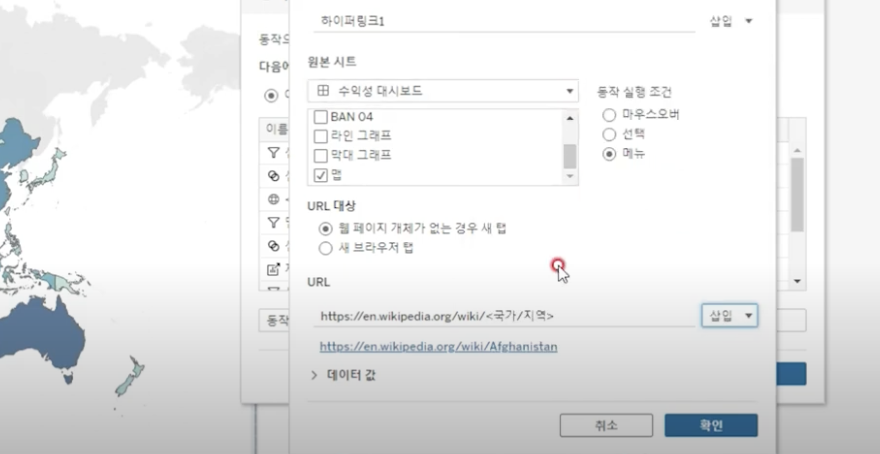 하이퍼링크1 삽입
동작으
원본 시트
다음에
수익성 대시보드
동작 실행 조건
BAN 04
마우스오버
이름
라인 그래프
선택
막대 그래프
메뉴
맵
URL 대상
웹 페이지 개체가 없는 경우 새 탭
새 브라우저 탭
URL
https://en.wikipedia.org/wiki/<국가/지역> 삽입
동작
https://en.wikipedia.org/wiki/Afghanistan
데이터 값
취소 확인